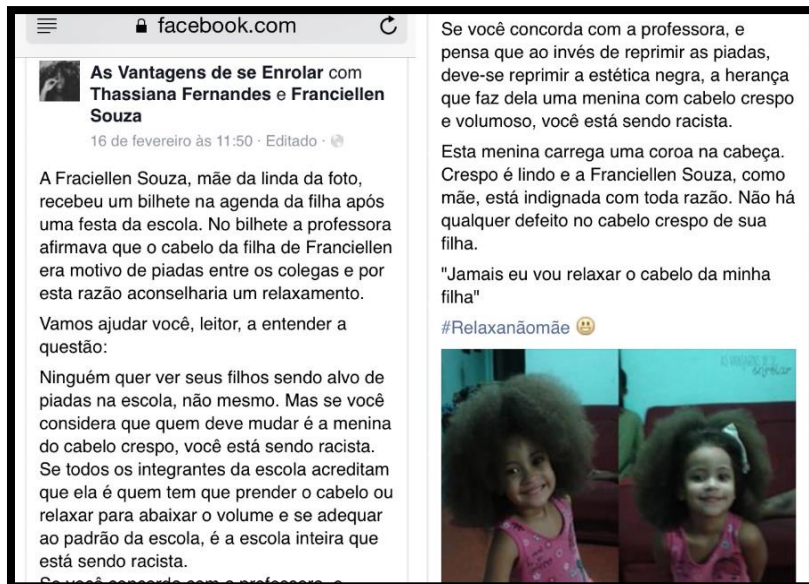 facebook.com
As Vantagens de se Enrolar com
Thassiana Fernandes e Franciellen
Souza
16 de fevereiro às 11:50 · Editado ·
A Fraciellen Souza, mãe da linda da foto,
recebeu um bilhete na agenda da filha após
uma festa da escola. No bilhete a professora
afirmava que o cabelo da filha de Franciellen
era motivo de piadas entre os colegas e por
esta razão aconselharia um relaxamento.
Vamos ajudar você, leitor, a entender a
questão:
Ninguém quer ver seus filhos sendo alvo de
piadas na escola, não mesmo. Mas se você
considera que quem deve mudar é a menina
do cabelo crespo, você está sendo racista.
Se todos os integrantes da escola acreditam
que ela é quem tem que prender o cabelo ou
relaxar para abaixar o volume e se adequar
ao padrão da escola, é a escola inteira que
está sendo racista.
Se você concorda com a professora, e
Se você concorda com a professora, e
pensa que ao invés de reprimir as piadas,
deve-se reprimir a estética negra, a herança
que faz dela uma menina com cabelo crespo
e volumoso, você está sendo racista.
Esta menina carrega uma coroa na cabeça.
Crespo é lindo e a Franciellen Souza, como
mãe, está indignada com toda razão. Não há
qualquer defeito no cabelo crespo de sua
filha.
"Jamais eu vou relaxar o cabelo da minha
filha"
#Relaxanãomãe